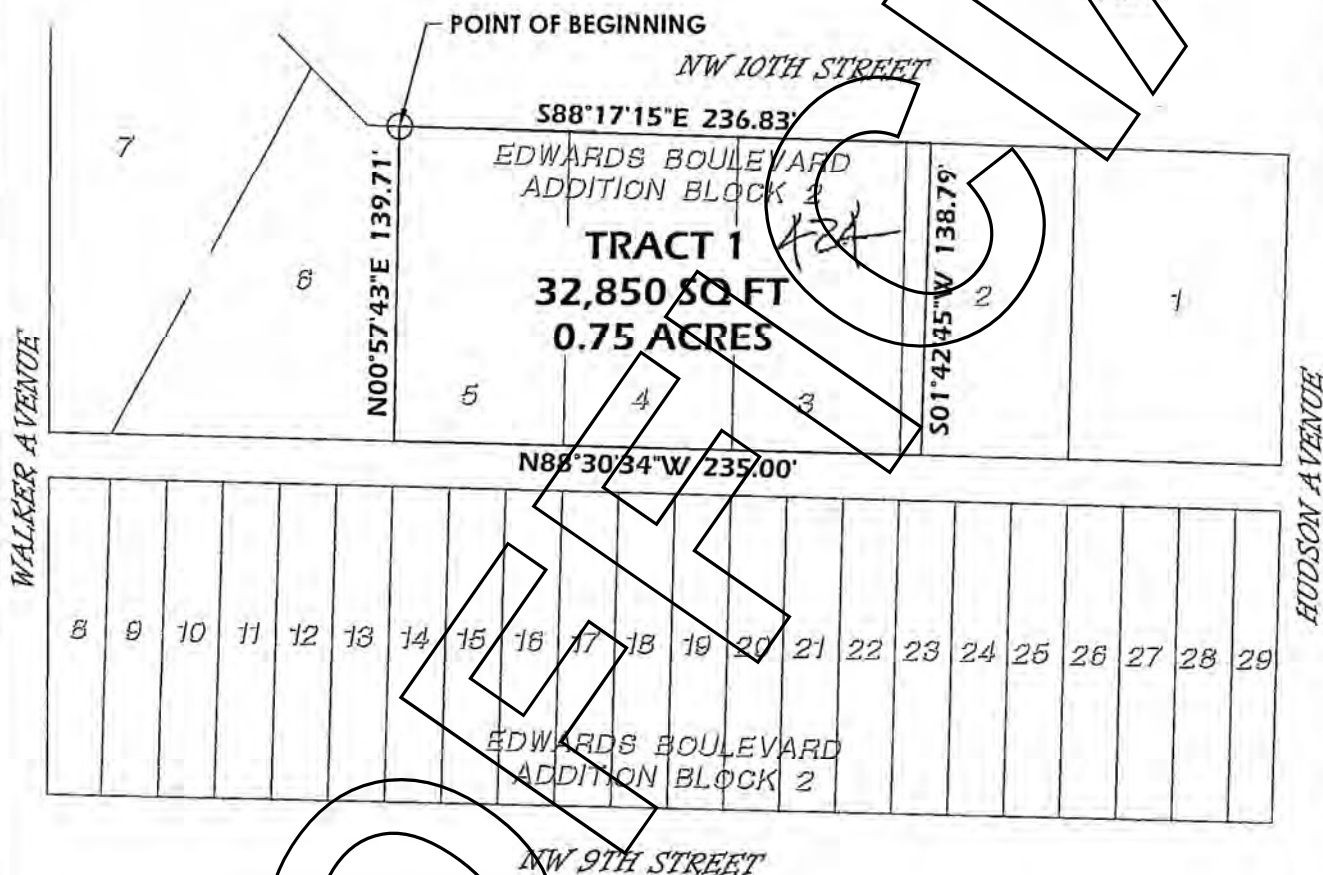 POINT OF BEGINNING
NW 10TH STREET
S88°17'15"E 236.83'
EDWARDS BOULEVARD
ADDITION BLOCK 2
TRACT 1
32,850 SQ FT
0.75 ACRES
N00°57'43"E 139.71'
S01°42'45"W 138.79'
7
6
5
4
3
2
1
N88°30'34"W 235.00'
WALKER AVENUE
HUDSON AVENUE
8 9 10 11 12 13 14 15 16 17 18 19 20 21 22 23 24 25 26 27 28 29
EDWARDS BOULEVARD
ADDITION BLOCK 2
NW 9TH STREET